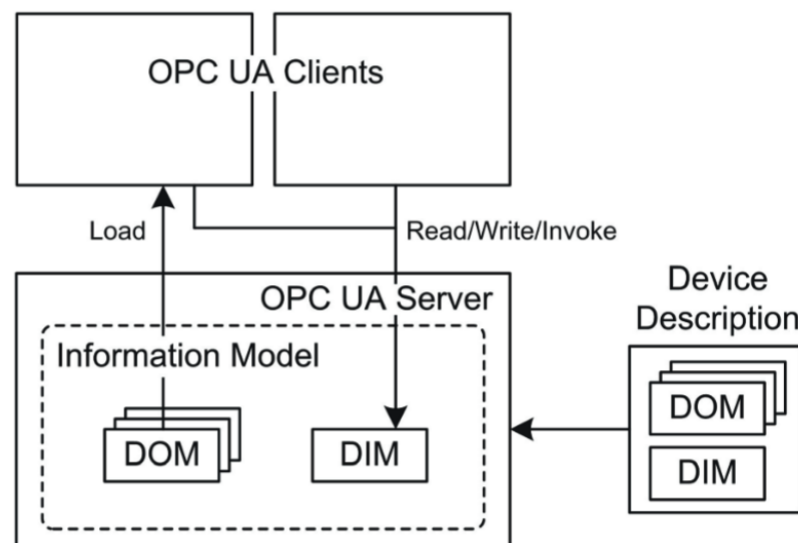 OPC UA Clients
Load
Read/Write/Invoke
OPC UA Server
Information Model
DOM
DIM
Device
Description
DOM
DIM